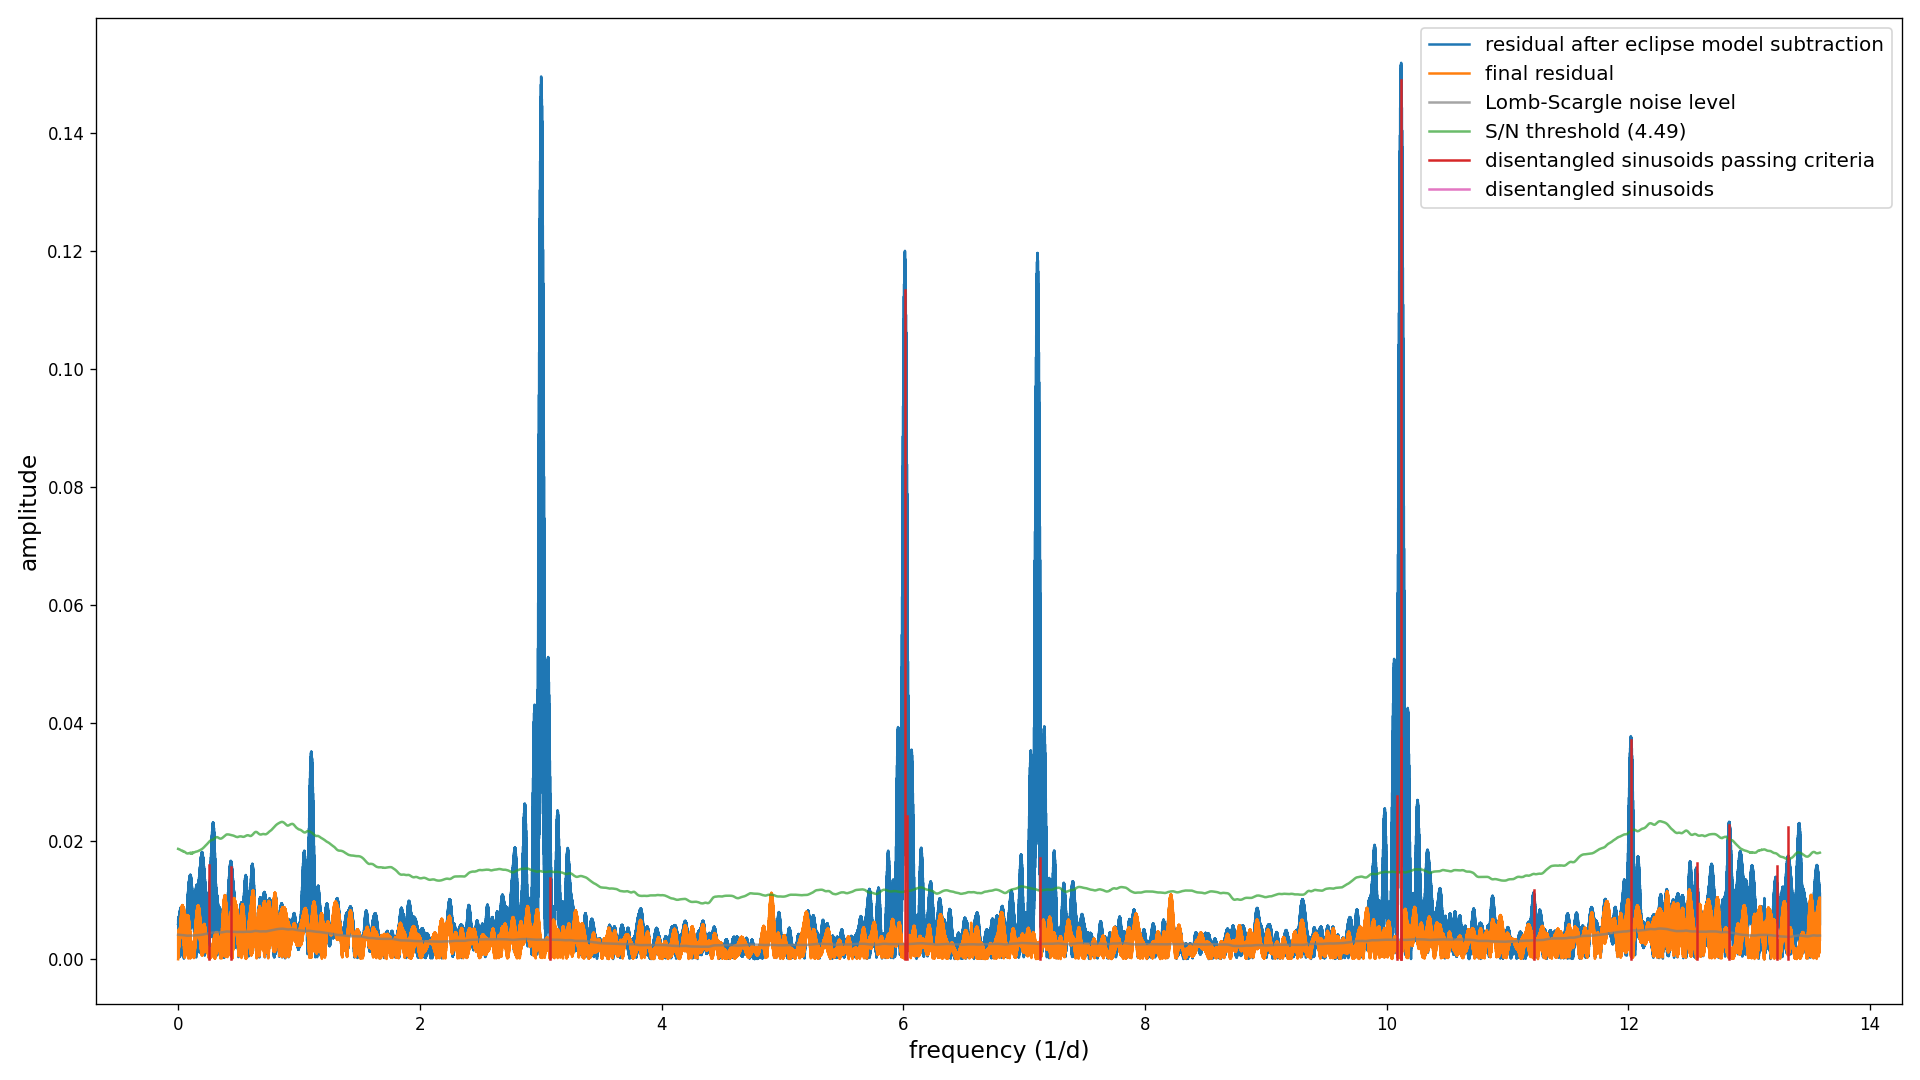 residual after eclipse model subtraction
final residual
Lomb-Scargle noise level
S/N threshold (4.49)
disentangled sinusoids passing criteria
disentangled sinusoids
amplitude
0.14
0.12
0.10
0.08
0.06
0.04
0.02
0.00
0 2 4 6 8 10 12 14
frequency (1/d)